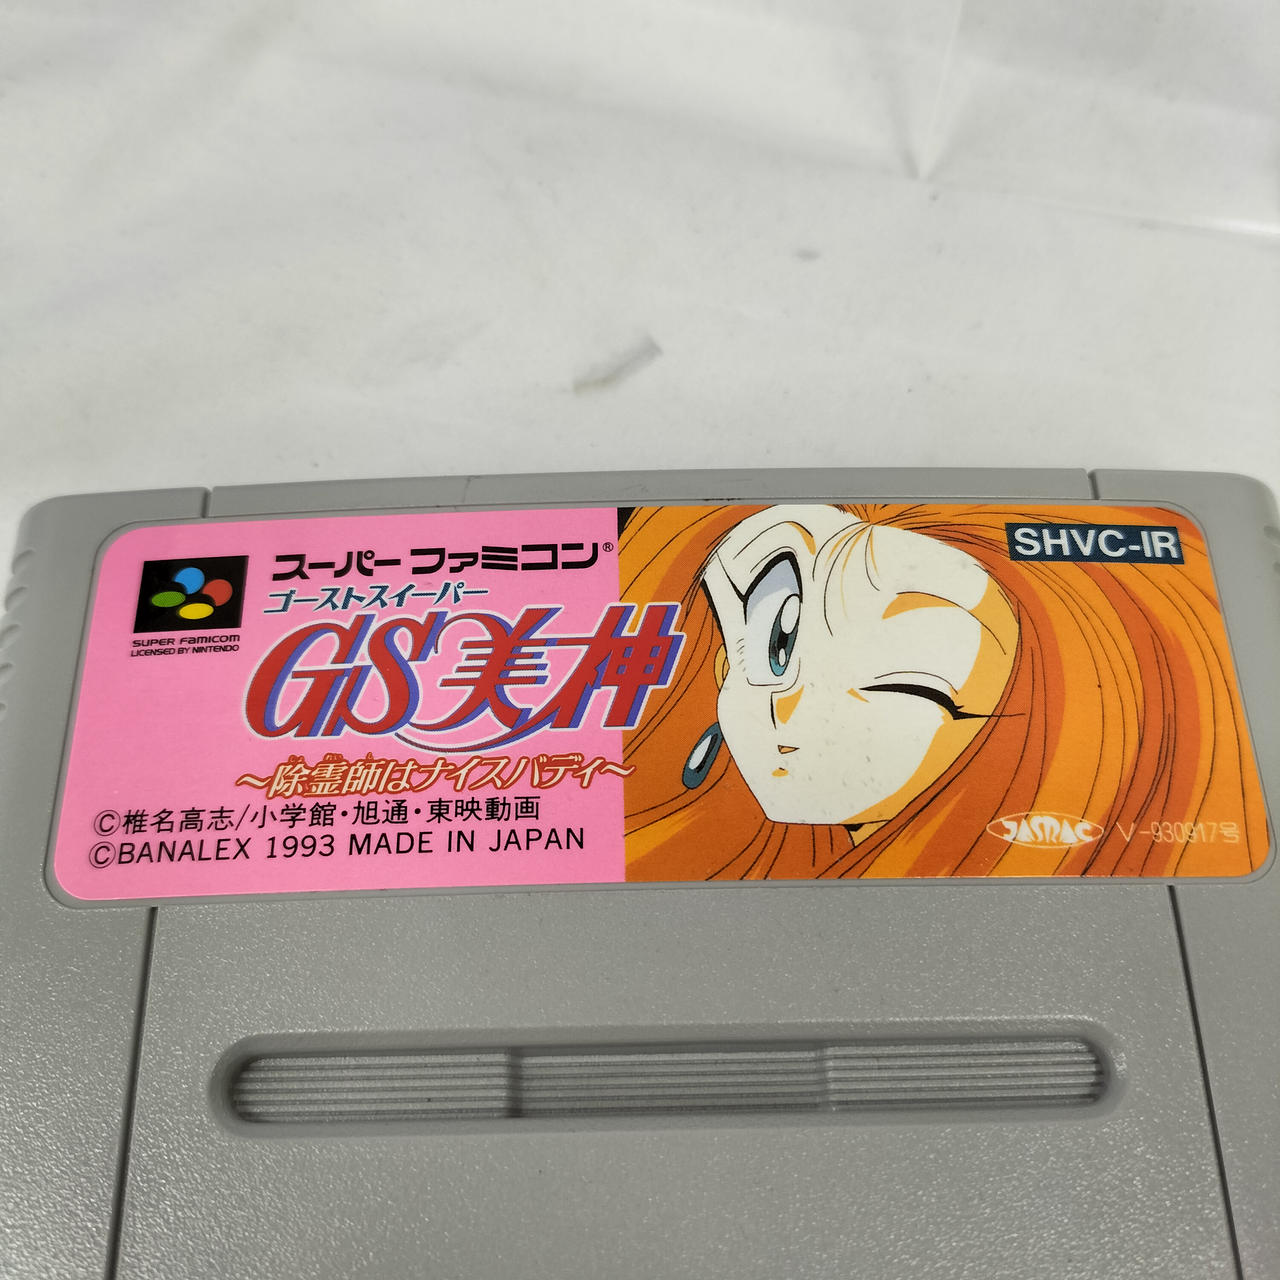 SHVC-IR
スーパーファミコン®
SUPER FAMICOM
LICENSED BY NINTENDO
ゴーストスイーパー
GS美神
～除霊師はナイスバディ～
©椎名高志/小学館・旭通・東映動画
©BANALEX 1993 MADE IN JAPAN
JASRAC V-930917号